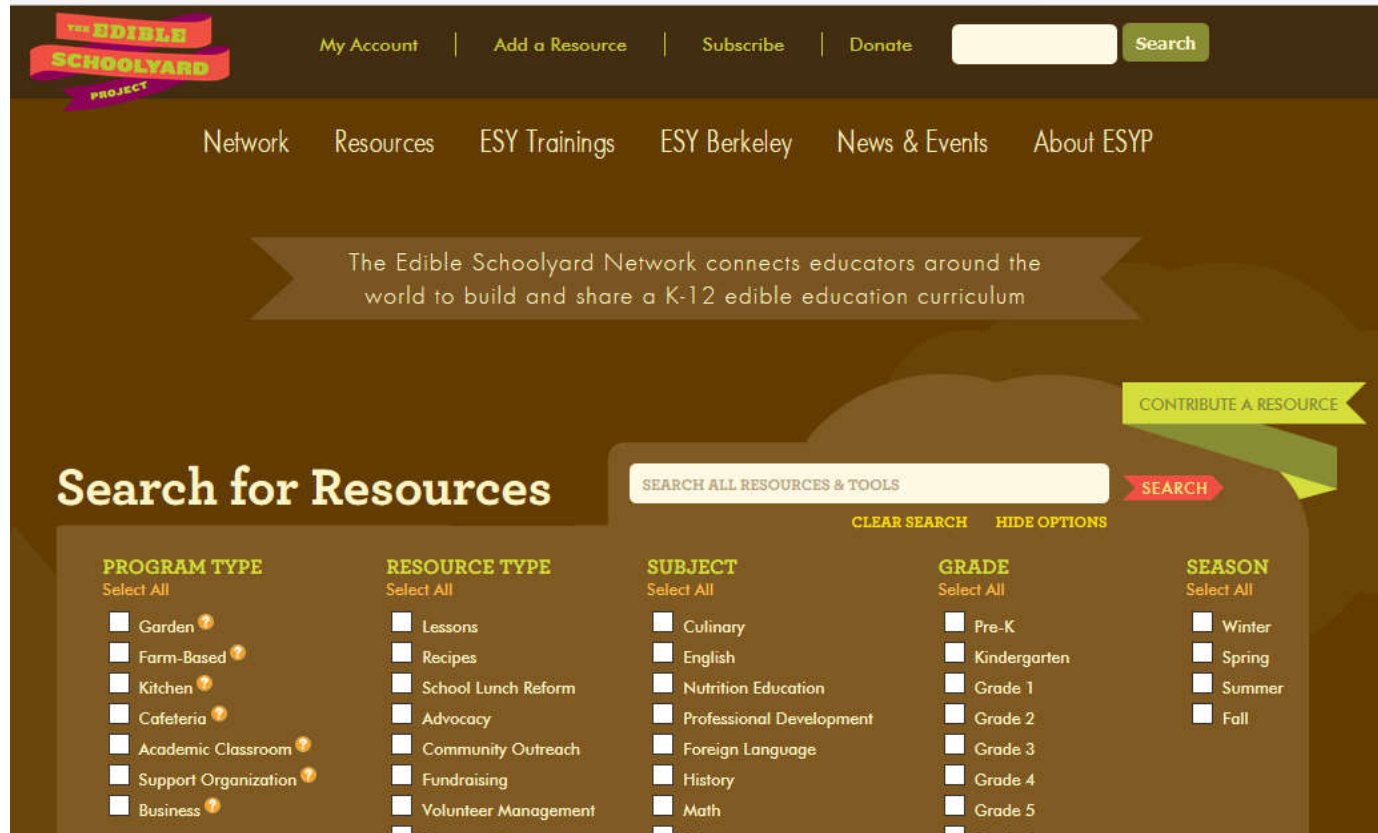 THE EDIBLE
SCHOOLYARD
PROJECT
My Account
Add a Resource
Subscribe
Donate
Search
Network
Resources
ESY Trainings
ESY Berkeley
News & Events
About ESYP
The Edible Schoolyard Network connects educators around the
world to build and share a K-12 edible education curriculum
CONTRIBUTE A RESOURCE
Search for Resources
SEARCH ALL RESOURCES & TOOLS
SEARCH
CLEAR SEARCH
HIDE OPTIONS
PROGRAM TYPE
Select All
Garden ?
Farm-Based ?
Kitchen ?
Cafeteria ?
Academic Classroom ?
Support Organization ?
Business ?
RESOURCE TYPE
Select All
Lessons
Recipes
School Lunch Reform
Advocacy
Community Outreach
Fundraising
Volunteer Management
SUBJECT
Select All
Culinary
English
Nutrition Education
Professional Development
Foreign Language
History
Math
GRADE
Select All
Pre-K
Kindergarten
Grade 1
Grade 2
Grade 3
Grade 4
Grade 5
SEASON
Select All
Winter
Spring
Summer
Fall